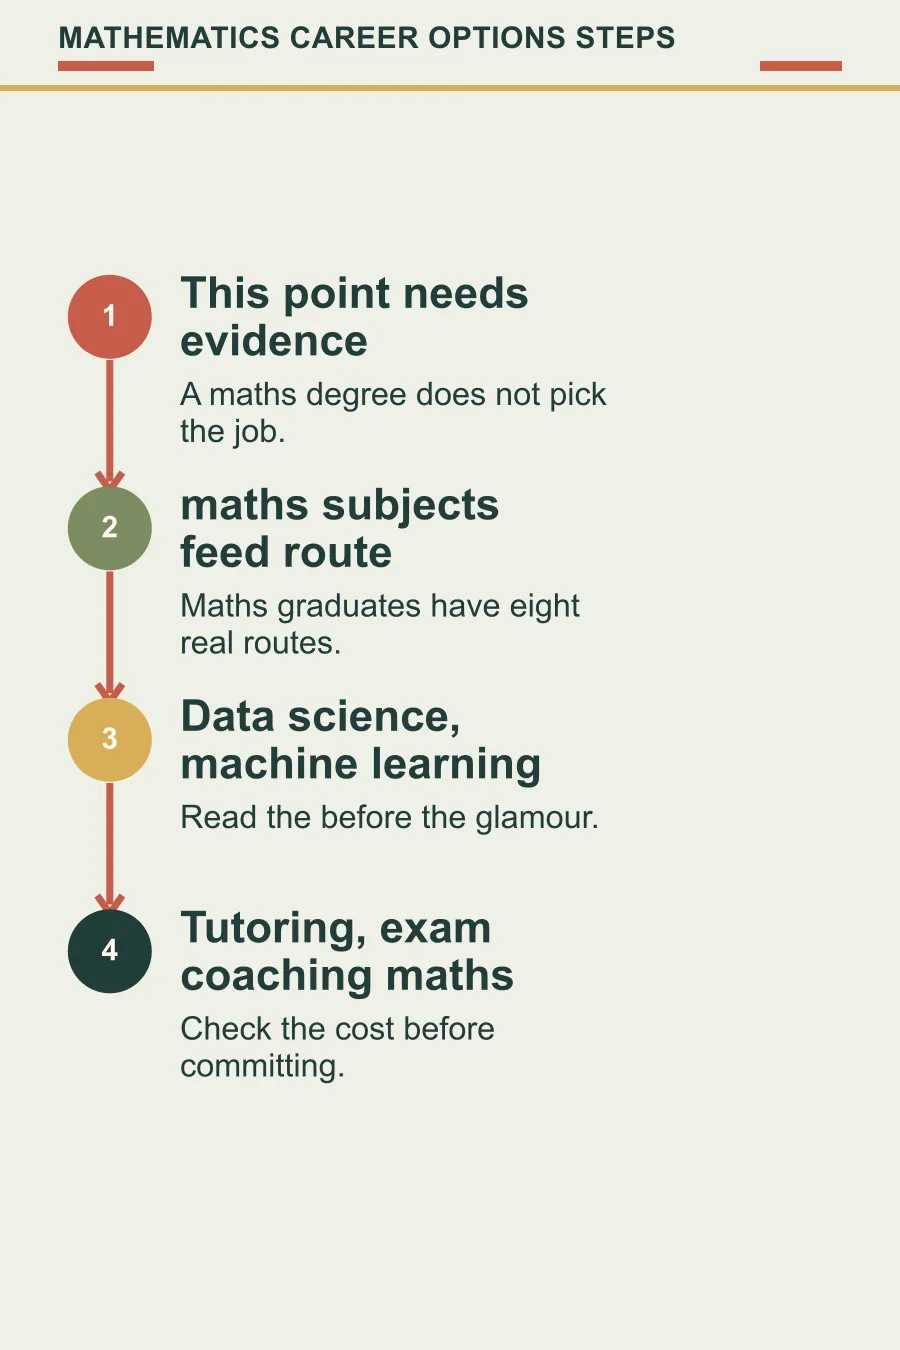 MATHEMATICS CAREER OPTIONS STEPS
1
This point needs
evidence
A maths degree does not pick
the job.
2
maths subjects
feed route
Maths graduates have eight
real routes.
3
Data science,
machine learning
Read the before the glamour.
4
Tutoring, exam
coaching maths
Check the cost before
committing.